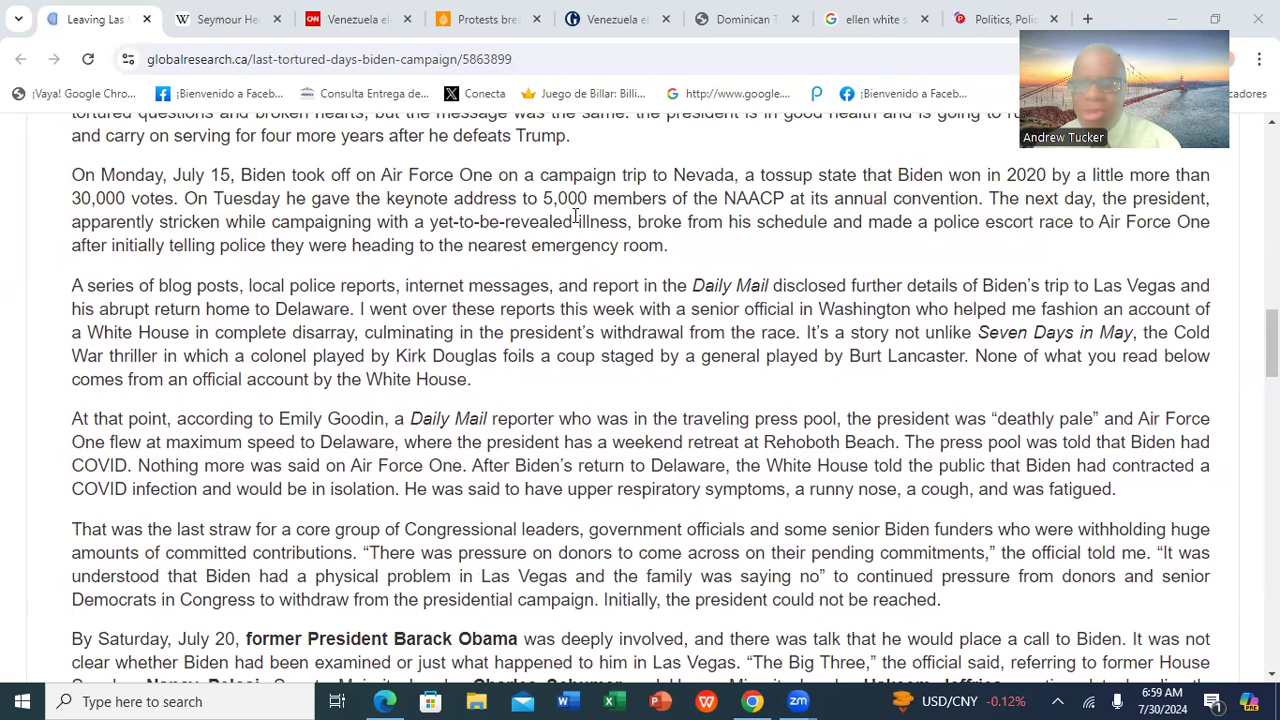 Leaving Las V
Seymour He
Venezuela el
Protests bre
Venezuela el
Dominican T
ellen white s
Politics, Polic
globalresearch.ca/last-tortured-days-biden-campaign/5863899
¡Vaya! Google Chro...
¡Bienvenido a Faceb...
Consulta Entrega de...
Conecta
Juego de Billar: Billi...
http://www.google....
¡Bienvenido a Faceb...
arcadores
Andrew Tucker
tortured questions and broken hearts, but the message was the same: the president is in good health and is going to
and carry on serving for four more years after he defeats Trump.
On Monday, July 15, Biden took off on Air Force One on a campaign trip to Nevada, a tossup state that Biden won in 2020 by a little more than
30,000 votes. On Tuesday he gave the keynote address to 5,000 members of the NAACP at its annual convention. The next day, the president,
apparently stricken while campaigning with a yet-to-be-revealed illness, broke from his schedule and made a police escort race to Air Force One
after initially telling police they were heading to the nearest emergency room.
A series of blog posts, local police reports, internet messages, and report in the Daily Mail disclosed further details of Biden’s trip to Las Vegas and
his abrupt return home to Delaware. I went over these reports this week with a senior official in Washington who helped me fashion an account of
a White House in complete disarray, culminating in the president’s withdrawal from the race. It’s a story not unlike Seven Days in May, the Cold
War thriller in which a colonel played by Kirk Douglas foils a coup staged by a general played by Burt Lancaster. None of what you read below
comes from an official account by the White House.
At that point, according to Emily Goodin, a Daily Mail reporter who was in the traveling press pool, the president was “deathly pale” and Air Force
One flew at maximum speed to Delaware, where the president has a weekend retreat at Rehoboth Beach. The press pool was told that Biden had
COVID. Nothing more was said on Air Force One. After Biden’s return to Delaware, the White House told the public that Biden had contracted a
COVID infection and would be in isolation. He was said to have upper respiratory symptoms, a runny nose, a cough, and was fatigued.
That was the last straw for a core group of Congressional leaders, government officials and some senior Biden funders who were withholding huge
amounts of committed contributions. “There was pressure on donors to come across on their pending commitments,” the official told me. “It was
understood that Biden had a physical problem in Las Vegas and the family was saying no” to continued pressure from donors and senior
Democrats in Congress to withdraw from the presidential campaign. Initially, the president could not be reached.
By Saturday, July 20, former President Barack Obama was deeply involved, and there was talk that he would place a call to Biden. It was not
clear whether Biden had been examined or just what happened to him in Las Vegas. “The Big Three,” the official said, referring to former House
Type here to search
USD/CNY -0.12%
6:59 AM
7/30/2024